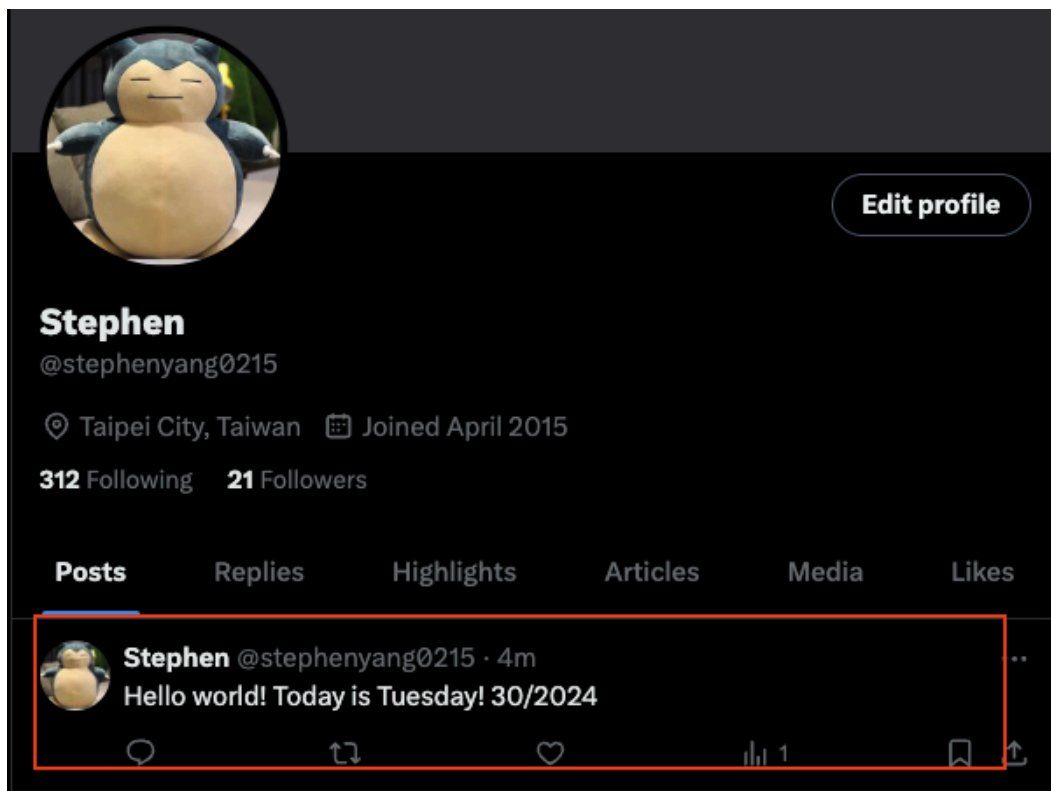 Edit profile
Stephen
@stephenyang0215
Taipei City, Taiwan Joined April 2015
312 Following 21 Followers
Posts Replies Highlights Articles Media Likes
Stephen @stephenyang0215 · 4m
Hello world! Today is Tuesday! 30/2024
1